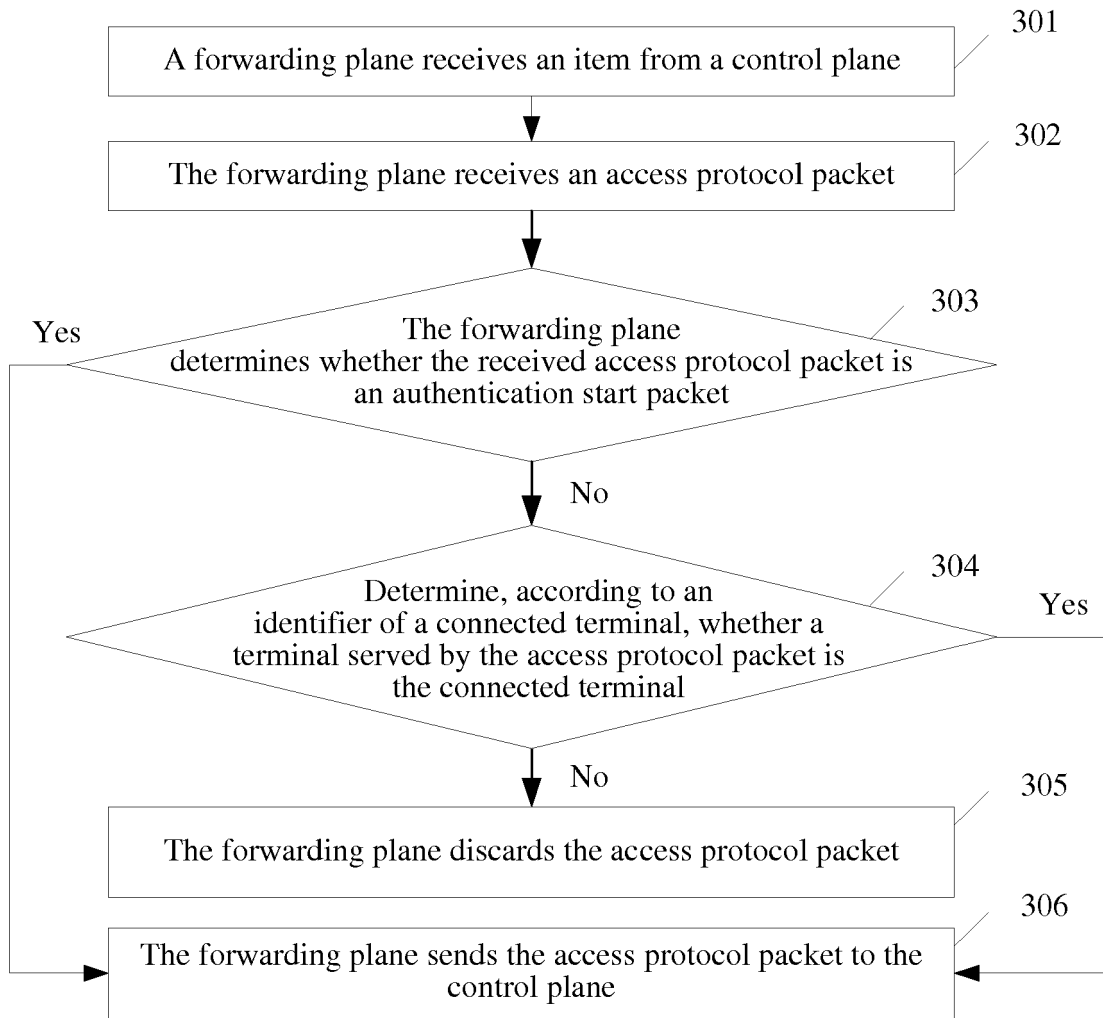 301
A forwarding plane receives an item from a control plane
302
The forwarding plane receives an access protocol packet
303
Yes
The forwarding plane
determines whether the received access protocol packet is
an authentication start packet
No
304
Determine, according to an
identifier of a connected terminal, whether a
terminal served by the access protocol packet is
the connected terminal
Yes
No
305
The forwarding plane discards the access protocol packet
306
The forwarding plane sends the access protocol packet to the
control plane